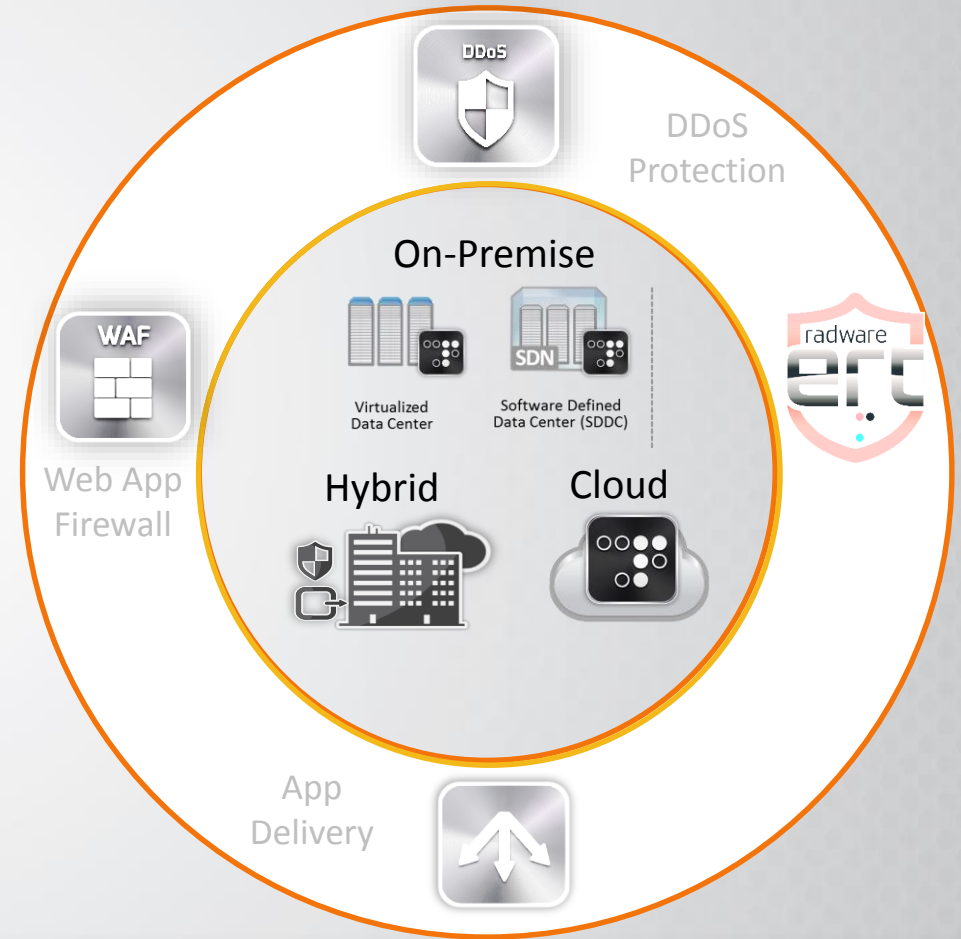 DDoS
DDoS
Protection
On-Premise
WAF
SDN
radware
ert
Virtualized
Data Center
Software Defined
Data Center (SDDC)
Web App
Firewall
Hybrid
Cloud
App
Delivery